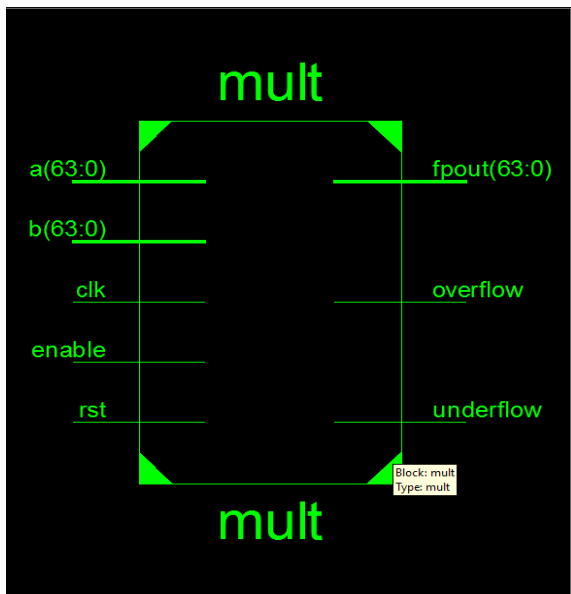 mult
a(63:0)
fpout(63:0)
b(63:0)
clk
overflow
enable
rst
underflow
Block: mult
Type: mult
mult